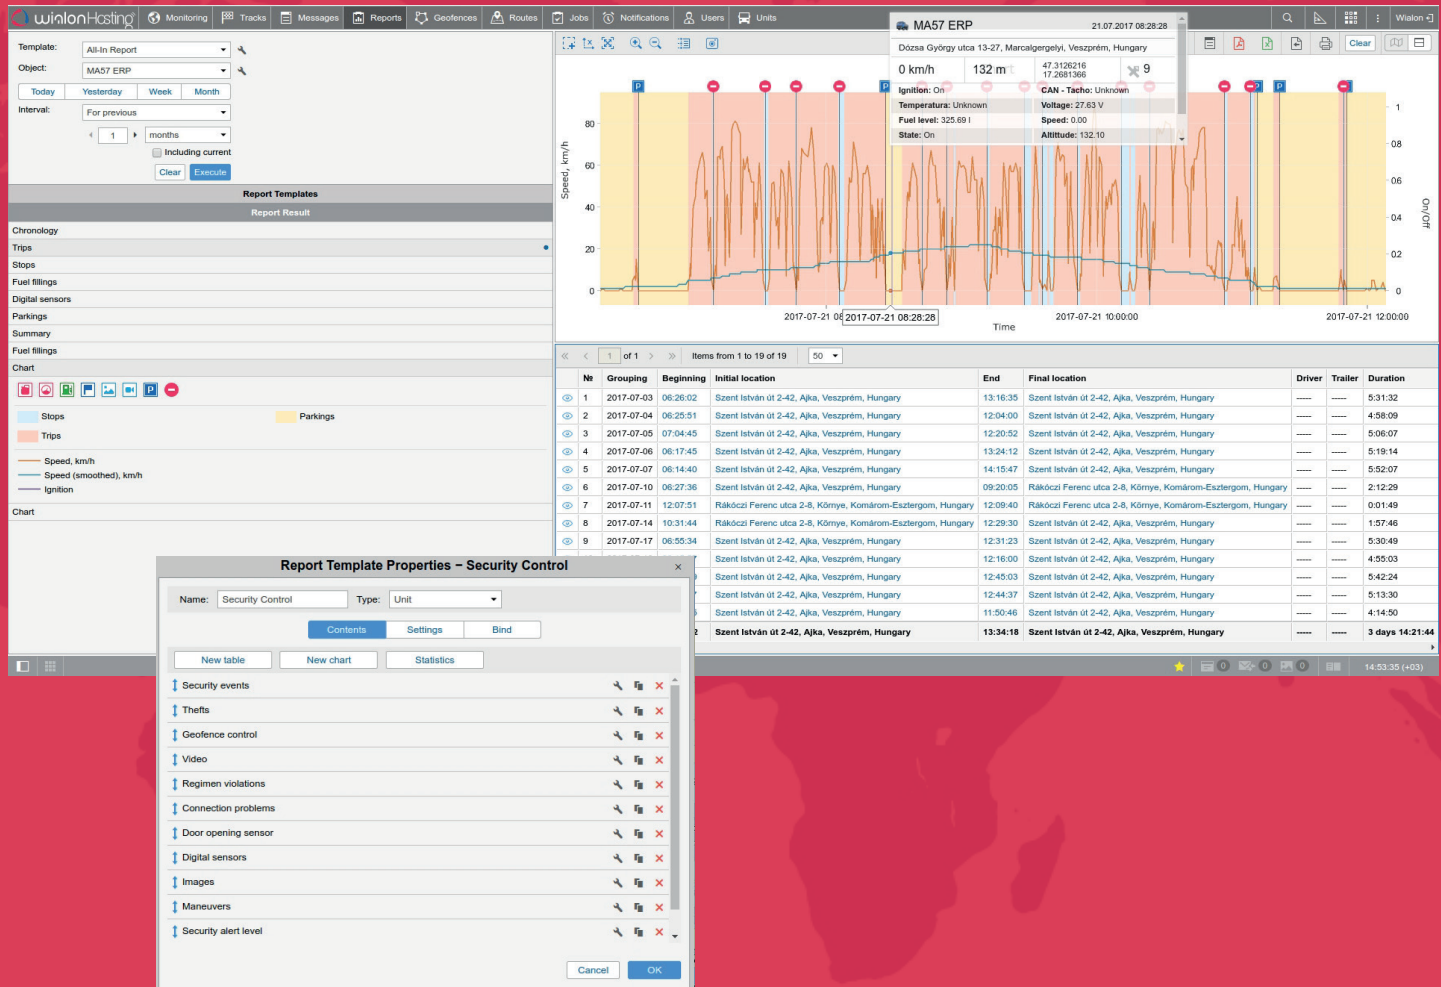 wialon Hosting
Monitoring Tracks Messages Reports Geofences Routes Jobs Notifications Users Units Wialon
Template: All-In Report
Object: MA57 ERP
Today Yesterday Week Month
Interval: For previous
1 months
Including current
Clear Execute
Report Templates
Report Result
Chronology
Trips
Stops
Fuel fillings
Digital sensors
Parkings
Summary
Fuel fillings
Chart
Stops Parkings
Trips
Speed, km/h
Speed (smoothed), km/h
Ignition
Chart
Clear
MA57 ERP 21.07.2017 08:28:28
Dózsa György utca 13-27, Marcalgergelyi, Veszprém, Hungary
0 km/h 132 m 47.3126216 17.2681366 9
Ignition: On CAN - Tacho: Unknown
Temperatura: Unknown Voltage: 27.63 V
Fuel level: 325.69 l Speed: 0.00
State: On Altittude: 132.10
Speed, km/h
80
60
40
20
0
1
08
06
04
02
0
On/Off
2017-07-21 08:28:28 2017-07-21 10:00:00 2017-07-21 12:00:00
Time
1 of 1 Items from 1 to 19 of 19 50
№ Grouping Beginning Initial location End Final location Driver Trailer Duration
1 2017-07-03 06:26:02 Szent István út 2-42, Ajka, Veszprém, Hungary 13:16:35 Szent István út 2-42, Ajka, Veszprém, Hungary ----- ----- 5:31:32
2 2017-07-04 06:25:51 Szent István út 2-42, Ajka, Veszprém, Hungary 12:04:00 Szent István út 2-42, Ajka, Veszprém, Hungary ----- ----- 4:58:09
3 2017-07-05 07:04:45 Szent István út 2-42, Ajka, Veszprém, Hungary 12:20:52 Szent István út 2-42, Ajka, Veszprém, Hungary ----- ----- 5:06:07
4 2017-07-06 06:17:45 Szent István út 2-42, Ajka, Veszprém, Hungary 13:24:12 Szent István út 2-42, Ajka, Veszprém, Hungary ----- ----- 5:19:14
5 2017-07-07 06:14:40 Szent István út 2-42, Ajka, Veszprém, Hungary 14:15:47 Szent István út 2-42, Ajka, Veszprém, Hungary ----- ----- 5:52:07
6 2017-07-10 06:27:36 Szent István út 2-42, Ajka, Veszprém, Hungary 09:20:05 Rákóczi Ferenc utca 2-8, Környe, Komárom-Esztergom, Hungary ----- ----- 2:12:29
7 2017-07-11 12:07:51 Rákóczi Ferenc utca 2-8, Környe, Komárom-Esztergom, Hungary 12:09:40 Rákóczi Ferenc utca 2-8, Környe, Komárom-Esztergom, Hungary ----- ----- 0:01:49
8 2017-07-14 10:31:44 Rákóczi Ferenc utca 2-8, Környe, Komárom-Esztergom, Hungary 12:29:30 Szent István út 2-42, Ajka, Veszprém, Hungary ----- ----- 1:57:46
9 2017-07-17 06:55:34 Szent István út 2-42, Ajka, Veszprém, Hungary 12:31:23 Szent István út 2-42, Ajka, Veszprém, Hungary ----- ----- 5:30:49
Szent István út 2-42, Ajka, Veszprém, Hungary 12:16:00 Szent István út 2-42, Ajka, Veszprém, Hungary ----- ----- 4:55:03
Szent István út 2-42, Ajka, Veszprém, Hungary 12:45:03 Szent István út 2-42, Ajka, Veszprém, Hungary ----- ----- 5:42:24
Szent István út 2-42, Ajka, Veszprém, Hungary 12:44:37 Szent István út 2-42, Ajka, Veszprém, Hungary ----- ----- 5:13:30
Szent István út 2-42, Ajka, Veszprém, Hungary 11:50:46 Szent István út 2-42, Ajka, Veszprém, Hungary ----- ----- 4:14:50
2 Szent István út 2-42, Ajka, Veszprém, Hungary 13:34:18 Szent István út 2-42, Ajka, Veszprém, Hungary ----- ----- 3 days 14:21:44
0 0 0 14:53:35 (+03)
Report Template Properties – Security Control
Name: Security Control Type: Unit
Contents Settings Bind
New table New chart Statistics
Security events
Thefts
Geofence control
Video
Regimen violations
Connection problems
Door opening sensor
Digital sensors
Images
Maneuvers
Security alert level
Cancel OK